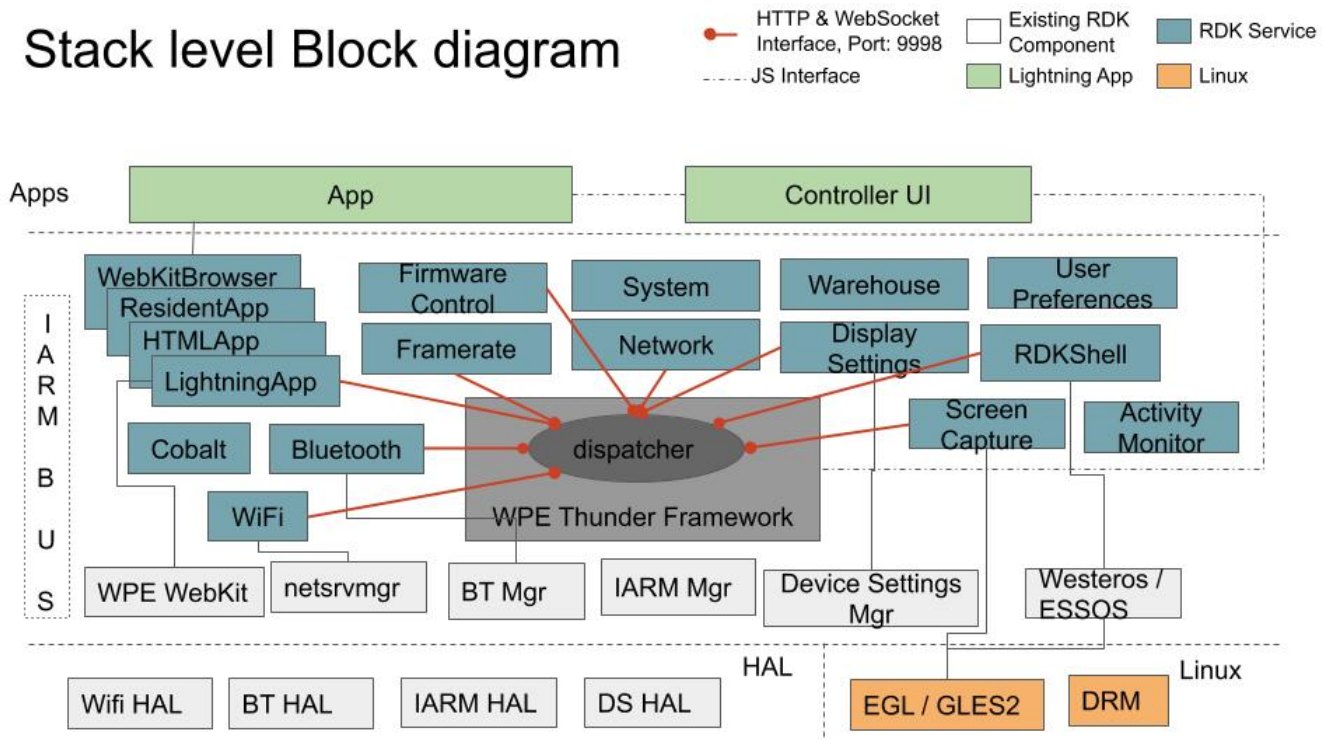 Stack level Block diagram
HTTP & WebSocket
Interface, Port: 9998
JS Interface
Existing RDK
Component
Lightning App
RDK Service
Linux
Apps
App
Controller UI
I
A
R
M
B
U
S
WebKitBrowser
ResidentApp
HTMLApp
LightningApp
Firmware
Control
System
Warehouse
User
Preferences
Framerate
Network
Display
Settings
RDKShell
Cobalt
Bluetooth
dispatcher
Screen
Capture
Activity
Monitor
WiFi
WPE Thunder Framework
WPE WebKit
netsrvmgr
BT Mgr
IARM Mgr
Device Settings
Mgr
Westeros /
ESSOS
HAL
Linux
Wifi HAL
BT HAL
IARM HAL
DS HAL
EGL / GLES2
DRM